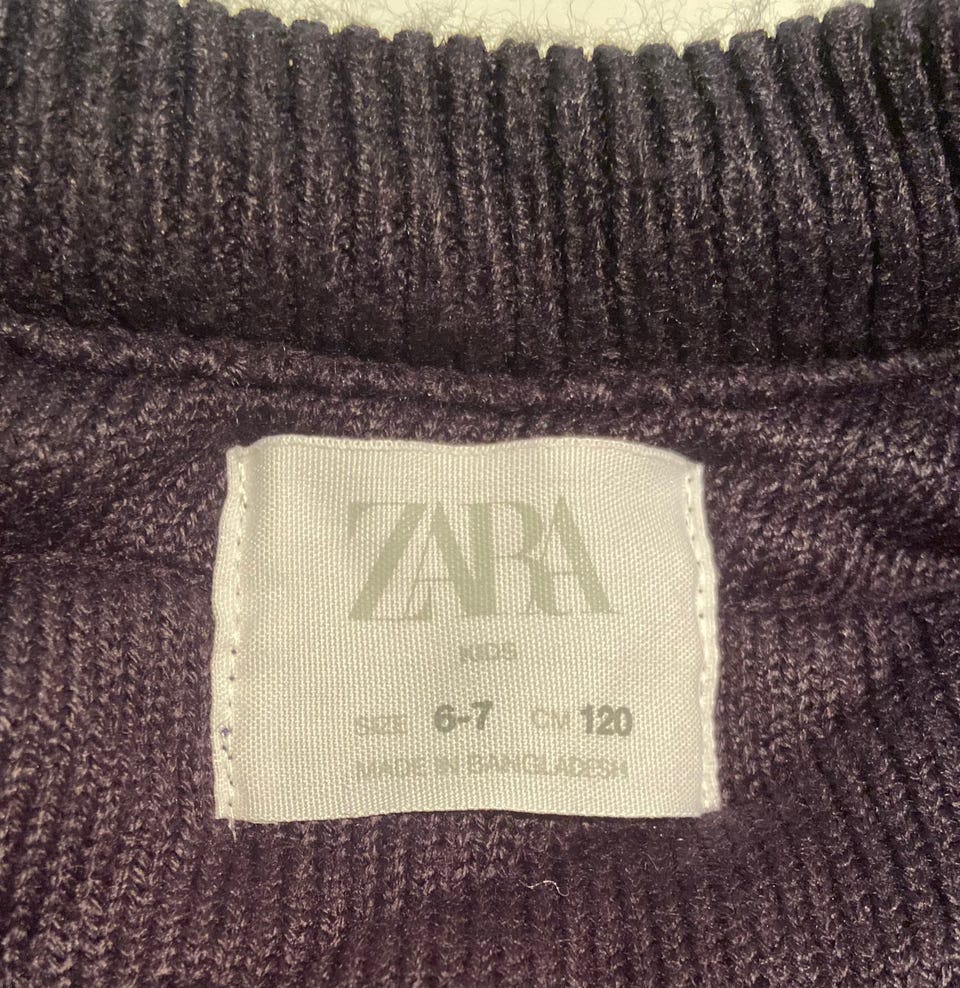 ZARA
KIDS
SIZE 6-7 CM 120
MADE IN BANGLADESH